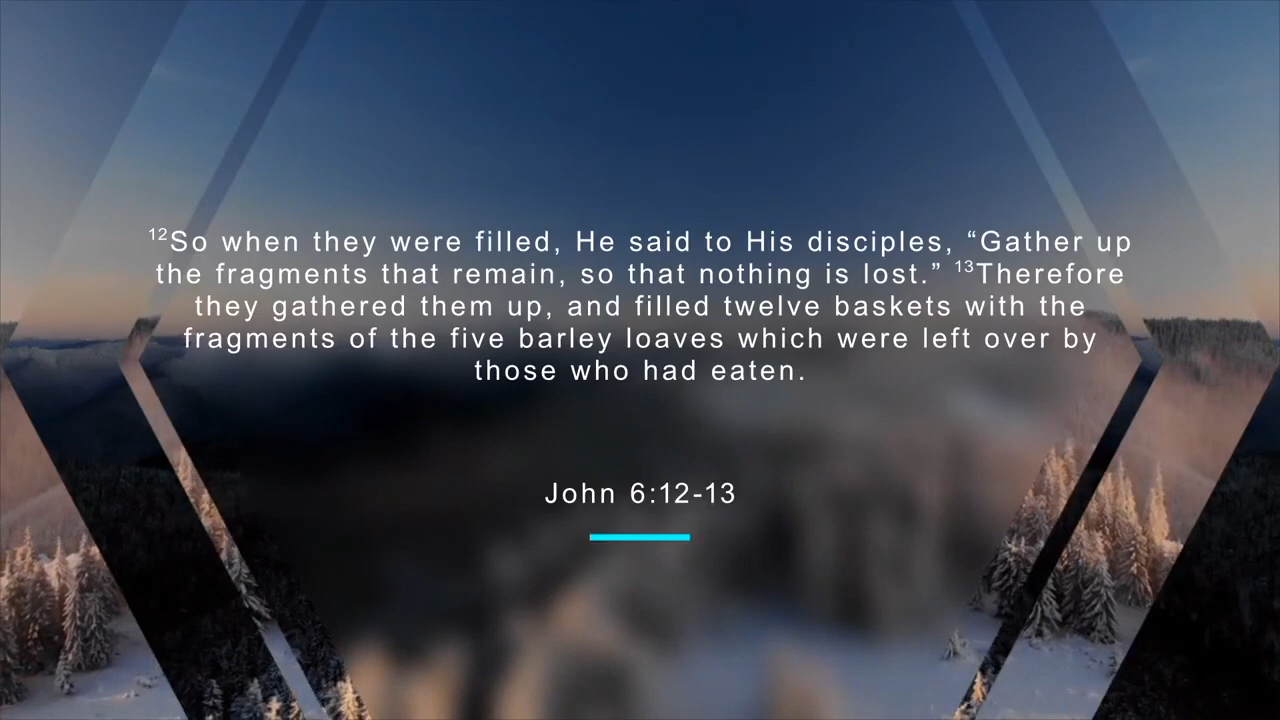 ¹²So when they were filled, He said to His disciples, “Gather up
the fragments that remain, so that nothing is lost.” ¹³Therefore
they gathered them up, and filled twelve baskets with the
fragments of the five barley loaves which were left over by
those who had eaten.
John 6:12-13